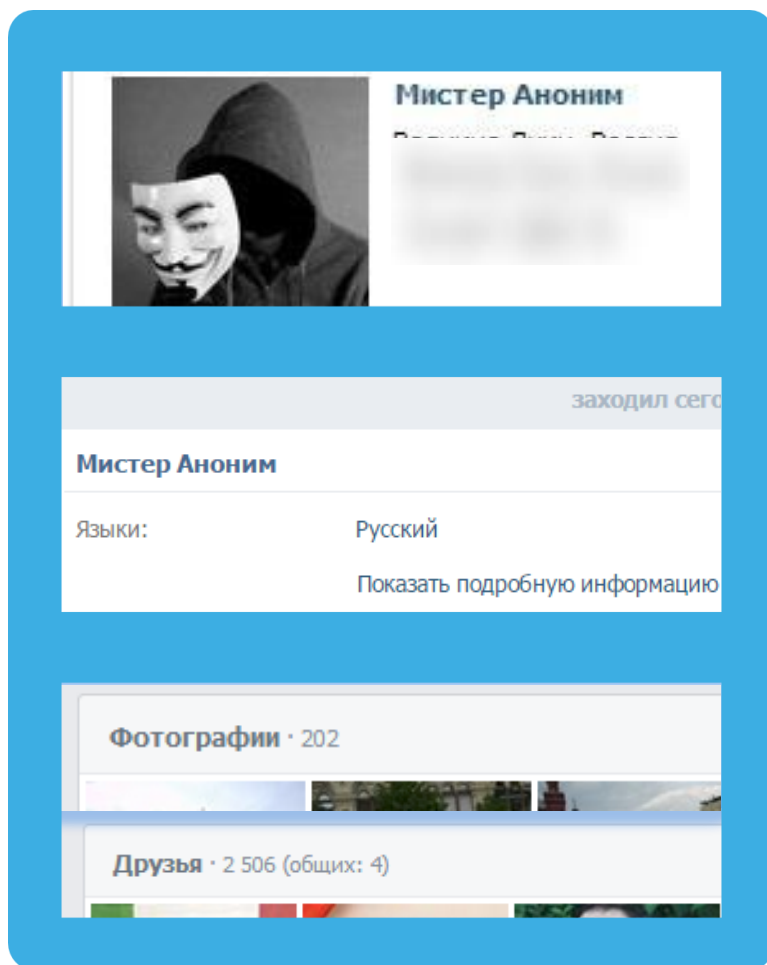 Мистер Аноним
заходил сего
Мистер Аноним
Языки: Русский
Показать подробную информацию
Фотографии · 202
Друзья · 2 506 (общих: 4)